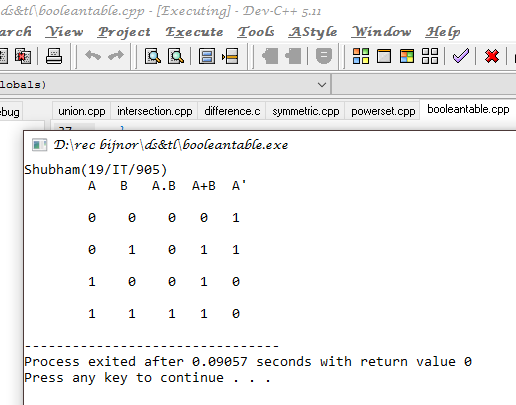 ds&tl\booleantable.cpp - [Executing] - Dev-C++ 5.11
arch View Project Execute Tools AStyle Window Help
lobals)
ebug union.cpp intersection.cpp difference.c symmetric.cpp powerset.cpp booleantable.cpp
D:\rec bijnor\ds&tl\booleantable.exe
Shubham(19/IT/905)
A B A.B A+B A'
0 0 0 0 1
0 1 0 1 1
1 0 0 1 0
1 1 1 1 0
--------------------------------
Process exited after 0.09057 seconds with return value 0
Press any key to continue . . .